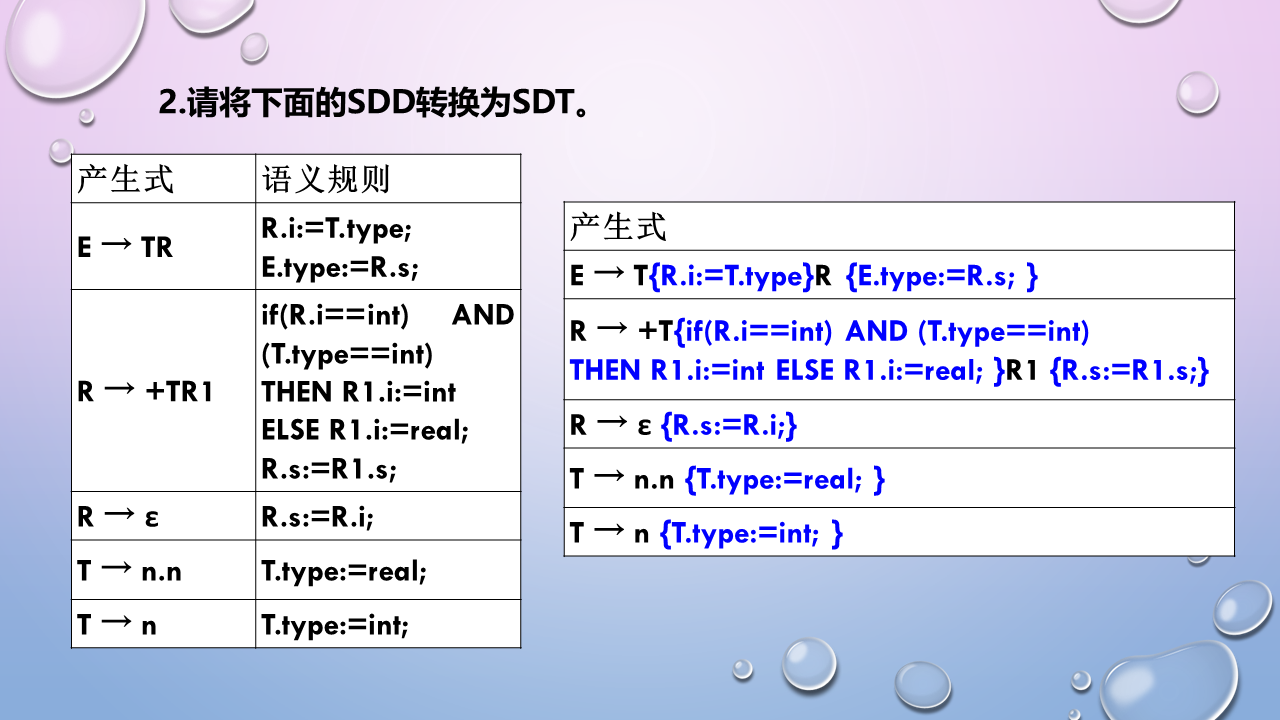 2.请将下面的SDD转换为SDT。
产生式 语义规则
E → TR
R.i:=T.type;
E.type:=R.s;
R → +TR1
if(R.i==int) AND
(T.type==int)
THEN R1.i:=int
ELSE R1.i:=real;
R.s:=R1.s;
R → ε R.s:=R.i;
T → n.n T.type:=real;
T → n T.type:=int;
产生式
E → T{R.i:=T.type}R {E.type:=R.s; }
R → +T{if(R.i==int) AND (T.type==int)
THEN R1.i:=int ELSE R1.i:=real; }R1 {R.s:=R1.s;}
R → ε {R.s:=R.i;}
T → n.n {T.type:=real; }
T → n {T.type:=int; }